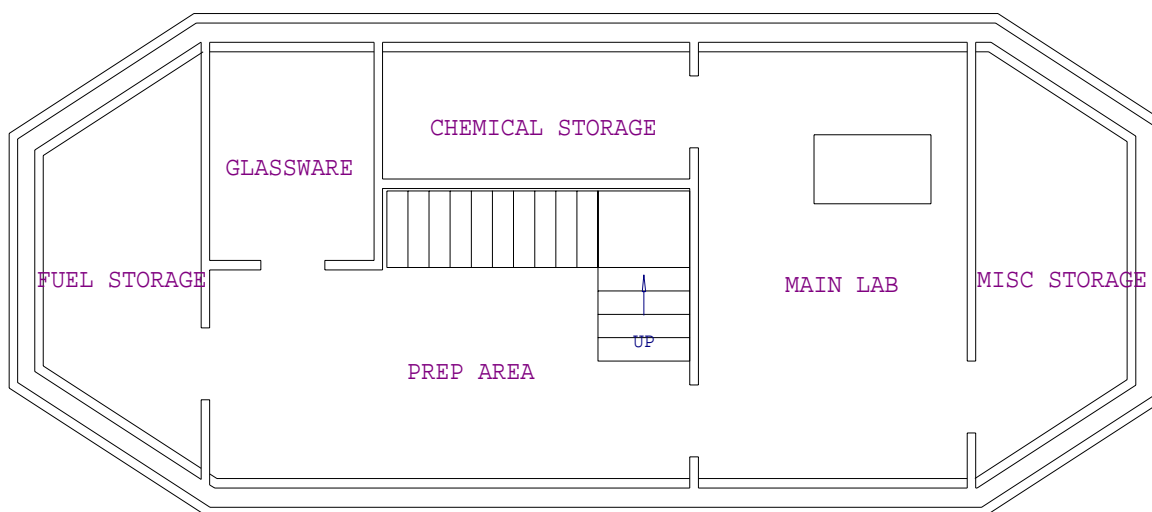 CHEMICAL STORAGE
GLASSWARE
FUEL STORAGE
MAIN LAB
MISC STORAGE
UP
PREP AREA